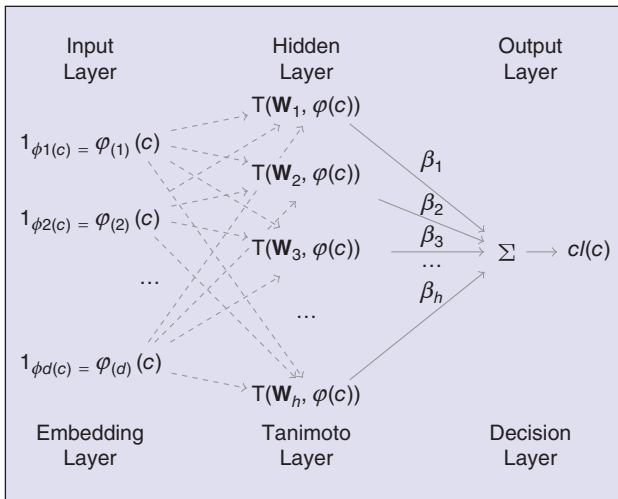 Input Layer
Hidden Layer
Output Layer
1ϕ1(c) = φ(1) (c)
T(W1, φ(c))
β1
1ϕ2(c) = φ(2) (c)
T(W2, φ(c))
β2
...
T(W3, φ(c))
β3
...
Σ
cl(c)
βh
...
1ϕd(c) = φ(d) (c)
T(Wh, φ(c))
Embedding Layer
Tanimoto Layer
Decision Layer